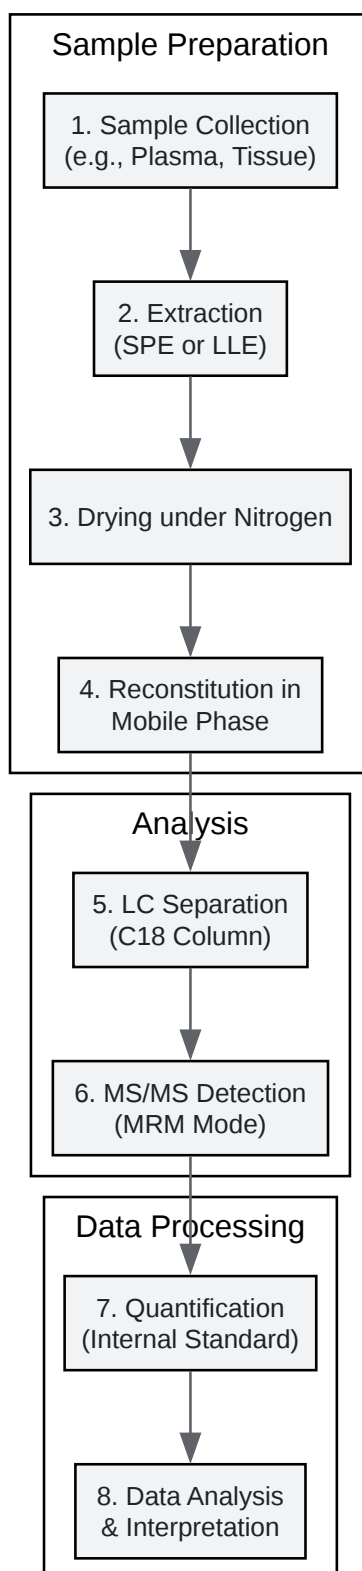 Sample Preparation
1. Sample Collection
(e.g., Plasma, Tissue)
2. Extraction
(SPE or LLE)
3. Drying under Nitrogen
4. Reconstitution in
Mobile Phase
Analysis
5. LC Separation
(C18 Column)
6. MS/MS Detection
(MRM Mode)
Data Processing
7. Quantification
(Internal Standard)
8. Data Analysis
& Interpretation